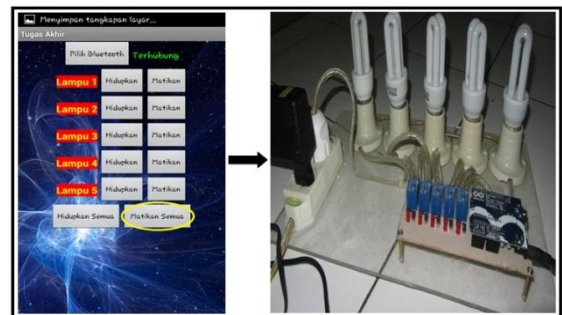 Menyimpan tangkapan layar...
Tugas Akhir
Pilih Bluetooth Terhubung
Lampu 1 Hidupkan Matikan
Lampu 2 Hidupkan Matikan
Lampu 3 Hidupkan Matikan
Lampu 4 Hidupkan Matikan
Lampu 5 Hidupkan Matikan
Hidupkan Semua Matikan Semua